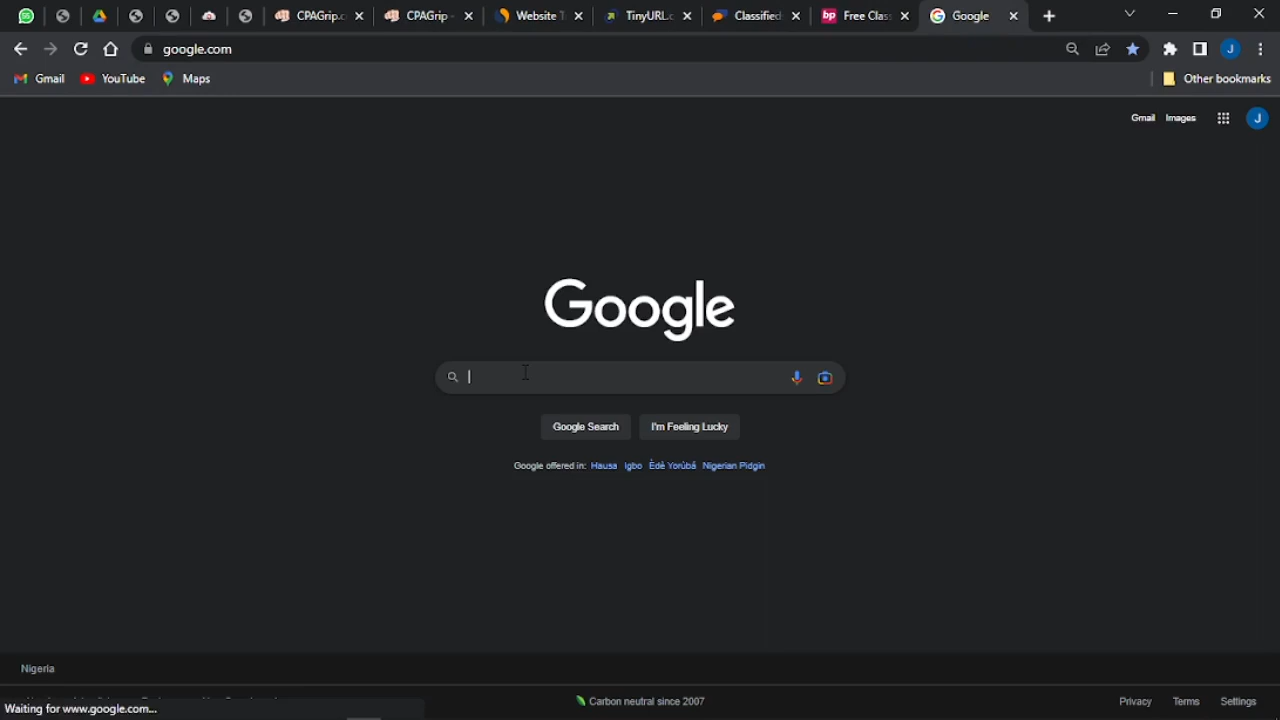 CPAGrip.c
CPAGrip -
Website T
TinyURL.c
Classified
bp
Free Clas
Google
google.com
J
Gmail
YouTube
Maps
Other bookmarks
Gmail
Images
J
Google
Google Search
I'm Feeling Lucky
Google offered in: Hausa Igbo Èdè Yorùbá Nigerian Pidgin
Nigeria
Carbon neutral since 2007
Privacy
Terms
Settings
Waiting for www.google.com...